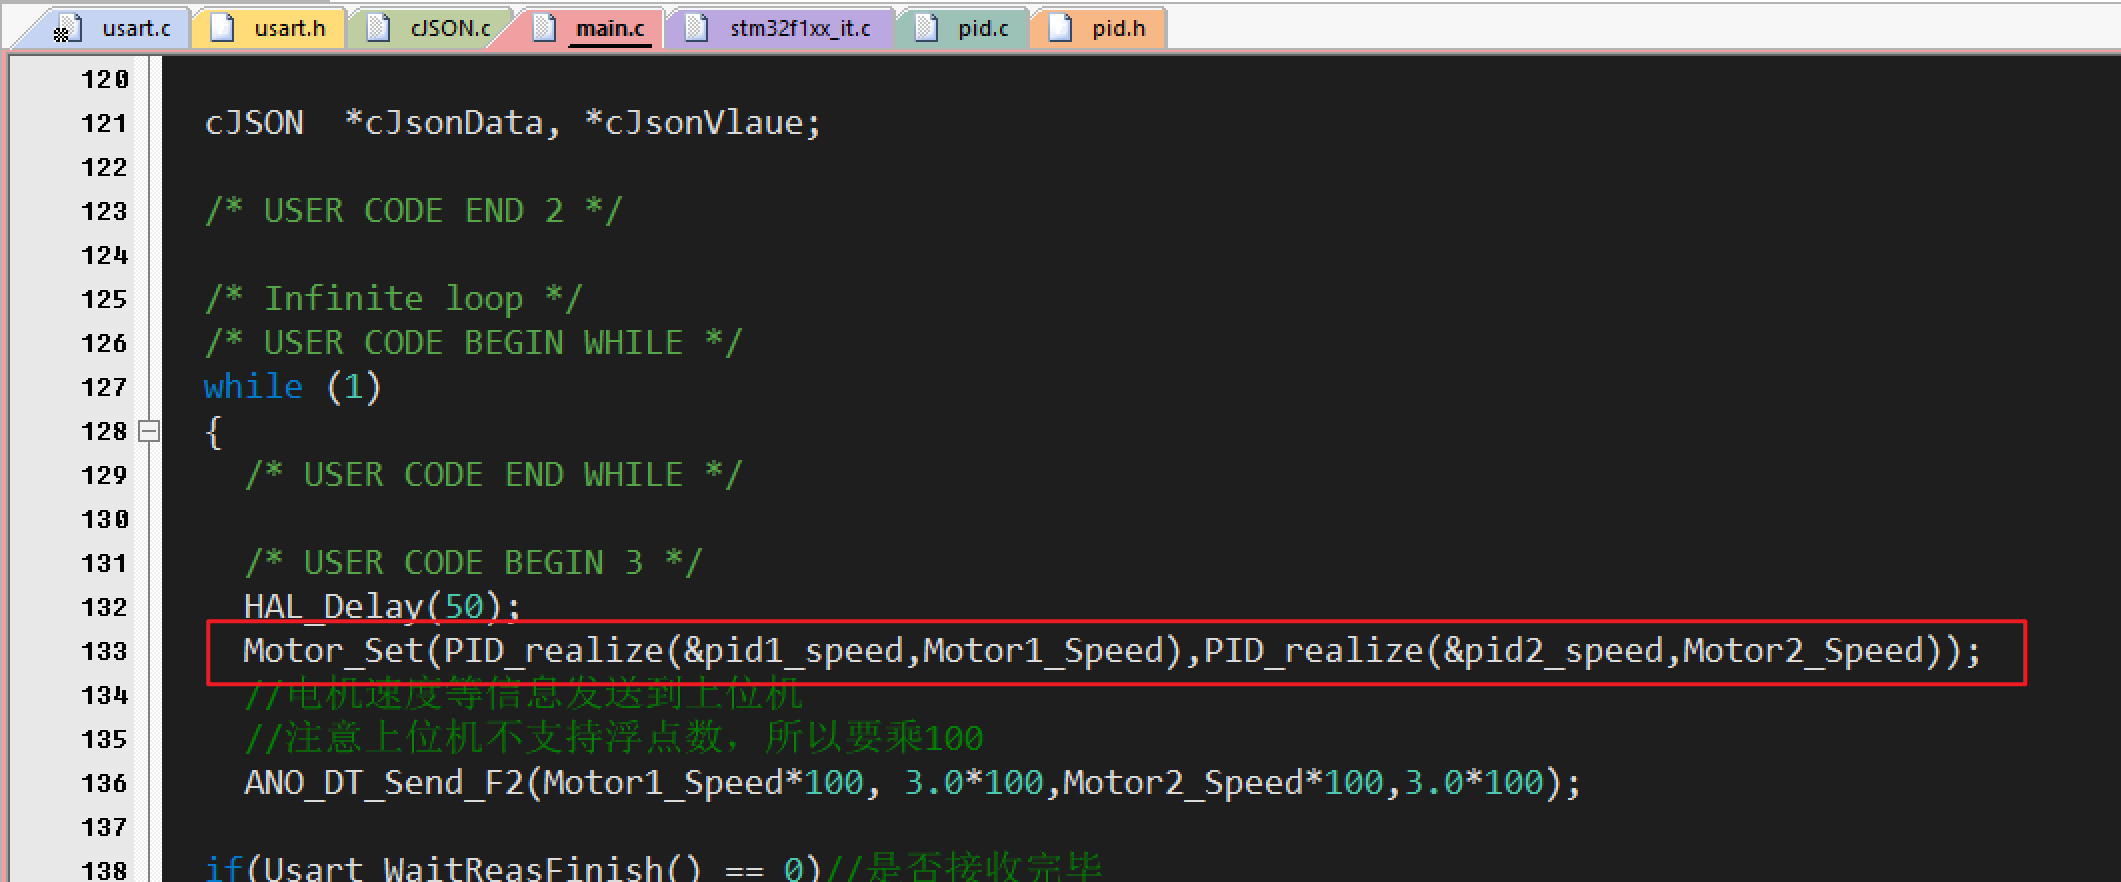 usart.c usart.h cJSON.c main.c stm32f1xx_it.c pid.c pid.h
120
121 cJSON  *cJsonData, *cJsonVlaue;
122
123 /* USER CODE END 2 */
124
125 /* Infinite loop */
126 /* USER CODE BEGIN WHILE */
127 while (1)
128 {
129 /* USER CODE END WHILE */
130
131 /* USER CODE BEGIN 3 */
132 HAL_Delay(50);
133 Motor_Set(PID_realize(&pid1_speed,Motor1_Speed),PID_realize(&pid2_speed,Motor2_Speed));
134 //电机速度等信息发送到上位机
135 //注意上位机不支持浮点数，所以要乘100
136 ANO_DT_Send_F2(Motor1_Speed*100, 3.0*100,Motor2_Speed*100,3.0*100);
137
138 if(Usart_WaitReasFinish() == 0)//是否接收完毕